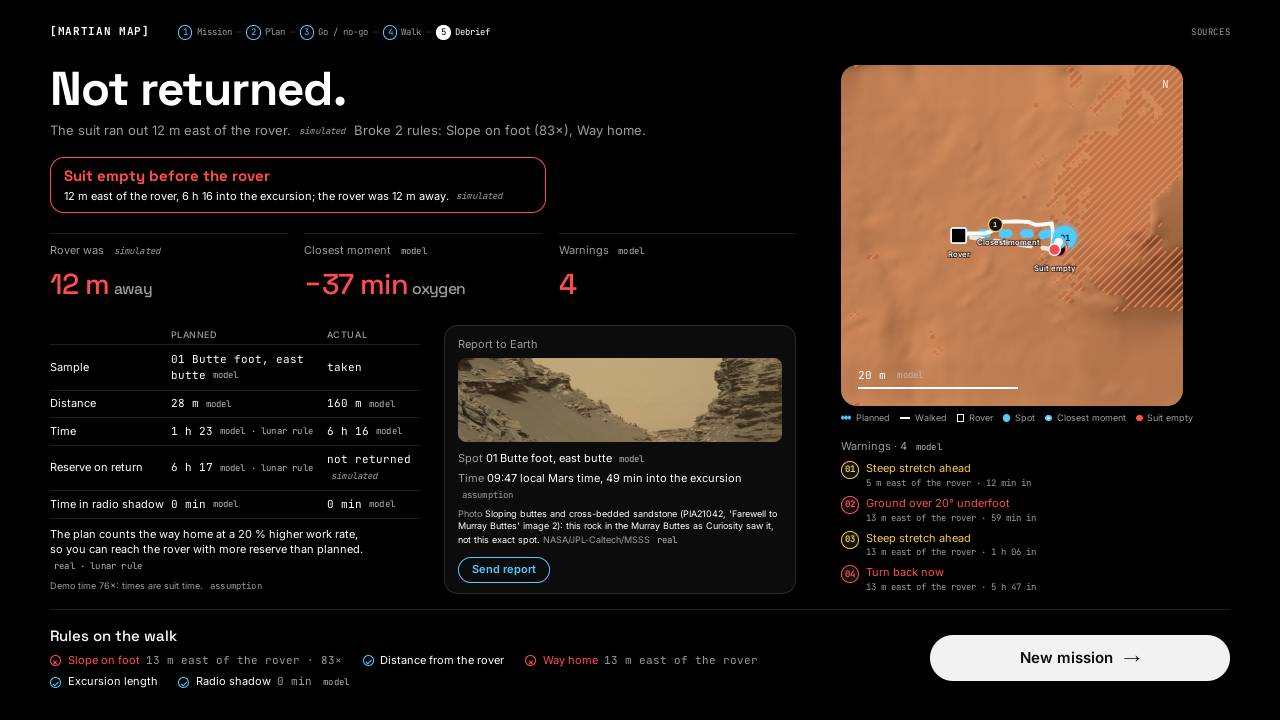 [MARTIAN MAP] 1 Mission – 2 Plan – 3 Go / no-go – 4 Walk – 5 Debrief SOURCES
Not returned.
The suit ran out 12 m east of the rover. simulated Broke 2 rules: Slope on foot (83×), Way home.
Suit empty before the rover
12 m east of the rover, 6 h 16 into the excursion; the rover was 12 m away. simulated
Rover was simulated Closest moment model Warnings model
12 m away −37 min oxygen 4
PLANNED ACTUAL
Sample 01 Butte foot, east butte model taken
Distance 28 m model 160 m model
Time 1 h 23 model · lunar rule 6 h 16 model
Reserve on return 6 h 17 model · lunar rule not returned simulated
Time in radio shadow 0 min model 0 min model
The plan counts the way home at a 20 % higher work rate,
so you can reach the rover with more reserve than planned.
real · lunar rule
Demo time 76×: times are suit time. assumption
Report to Earth
Spot 01 Butte foot, east butte model
Time 09:47 local Mars time, 49 min into the excursion
assumption
Photo Sloping buttes and cross-bedded sandstone (PIA21042, 'Farewell to
Murray Buttes' image 2): this rock in the Murray Buttes as Curiosity saw it,
not this exact spot. NASA/JPL-Caltech/MSSS real
Send report
N
1
01
Closest moment
Rover
Suit empty
20 m model
Planned Walked Rover Spot Closest moment Suit empty
Warnings · 4 model
01 Steep stretch ahead
5 m east of the rover · 12 min in
02 Ground over 20° underfoot
13 m east of the rover · 59 min in
03 Steep stretch ahead
13 m east of the rover · 1 h 06 in
04 Turn back now
13 m east of the rover · 5 h 47 in
Rules on the walk
Slope on foot 13 m east of the rover · 83× Distance from the rover Way home 13 m east of the rover
Excursion length Radio shadow 0 min model
New mission →